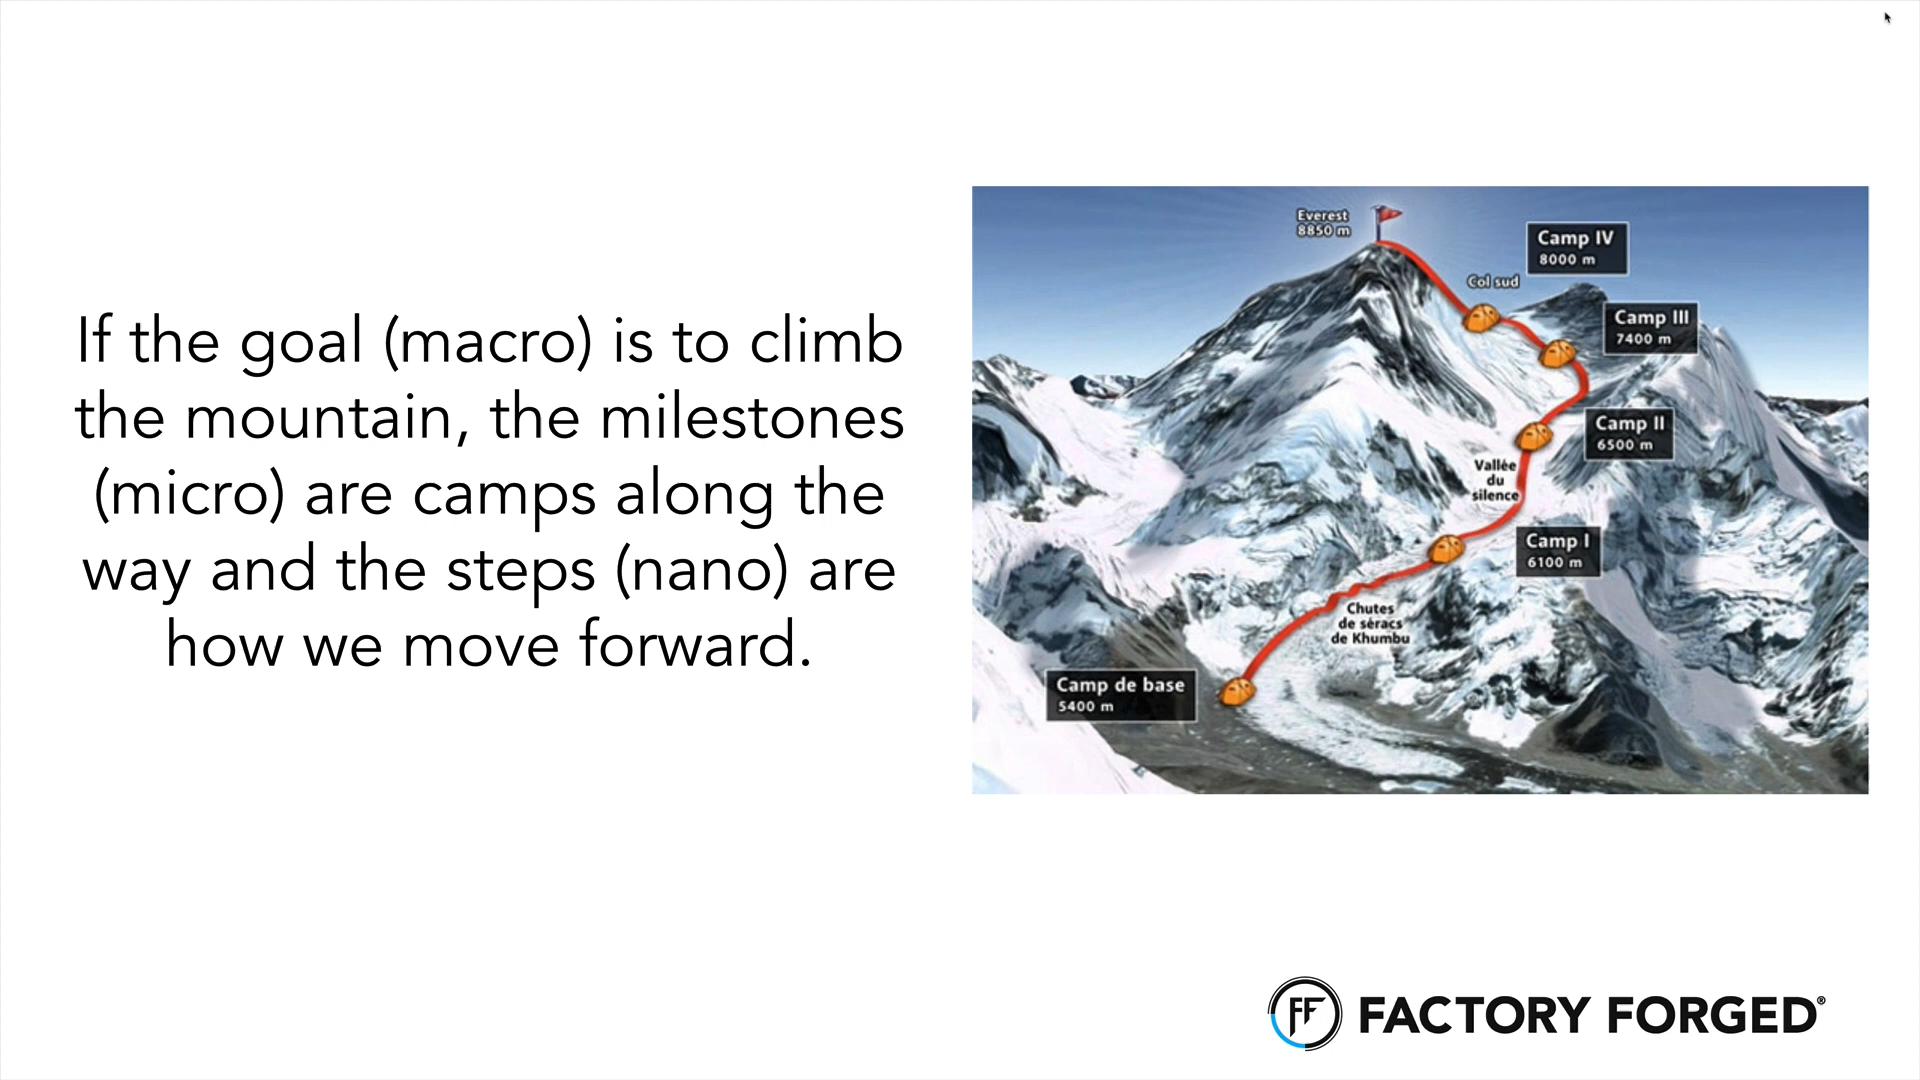 If the goal (macro) is to climb
the mountain, the milestones
(micro) are camps along the
way and the steps (nano) are
how we move forward.
Everest
8850 m
Camp IV
8000 m
Col sud
Camp III
7400 m
Camp II
6500 m
Vallée
du
silence
Camp I
6100 m
Chutes
de séracs
de Khumbu
Camp de base
5400 m
FF FACTORY FORGED®